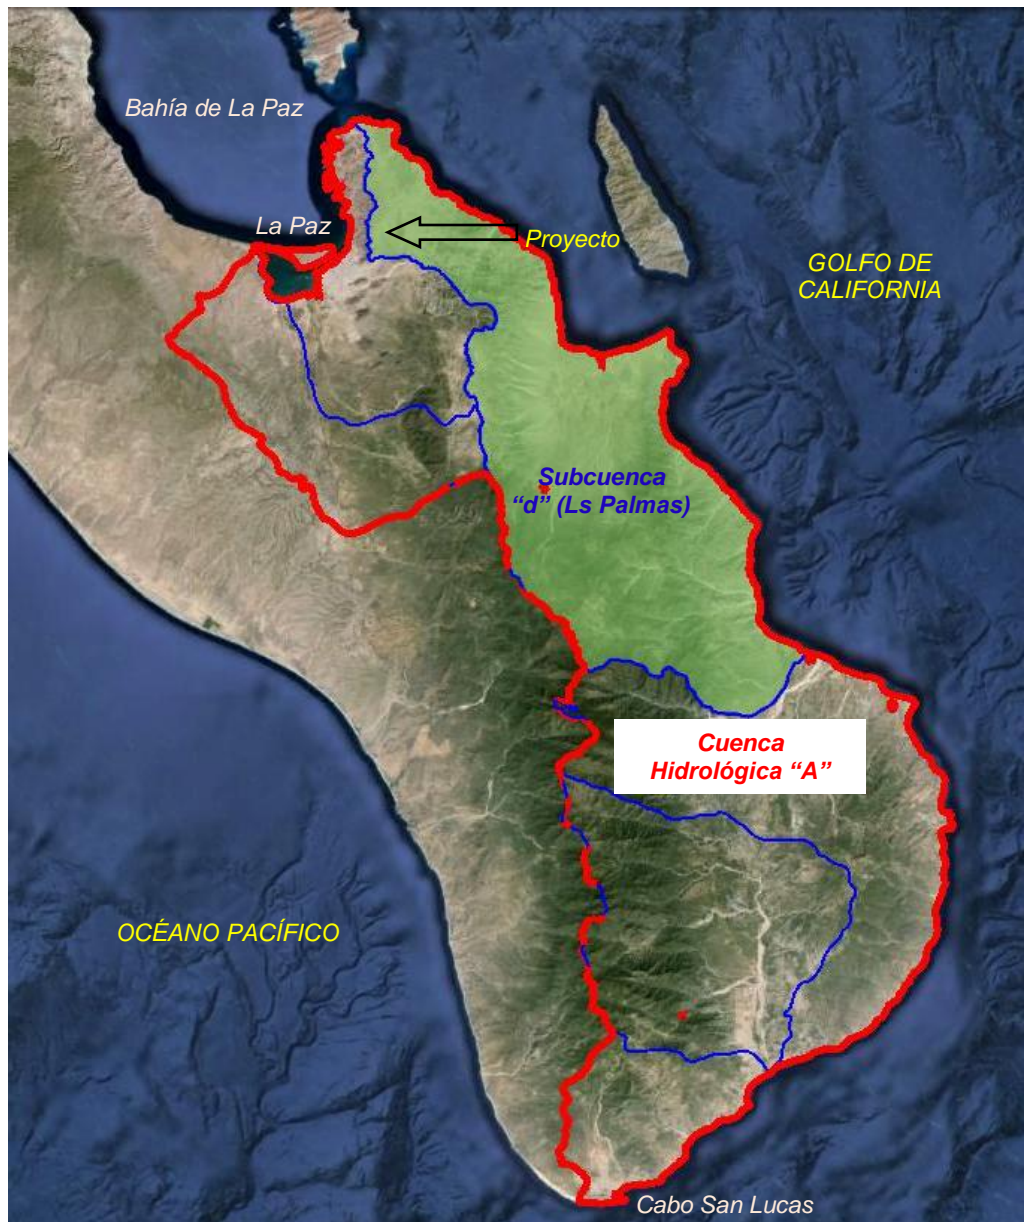 Bahía de La Paz
La Paz
Proyecto
GOLFO DE
CALIFORNIA
Subcuenca
“d” (Ls Palmas)
Cuenca
Hidrológica “A”
OCÉANO PACÍFICO
Cabo San Lucas